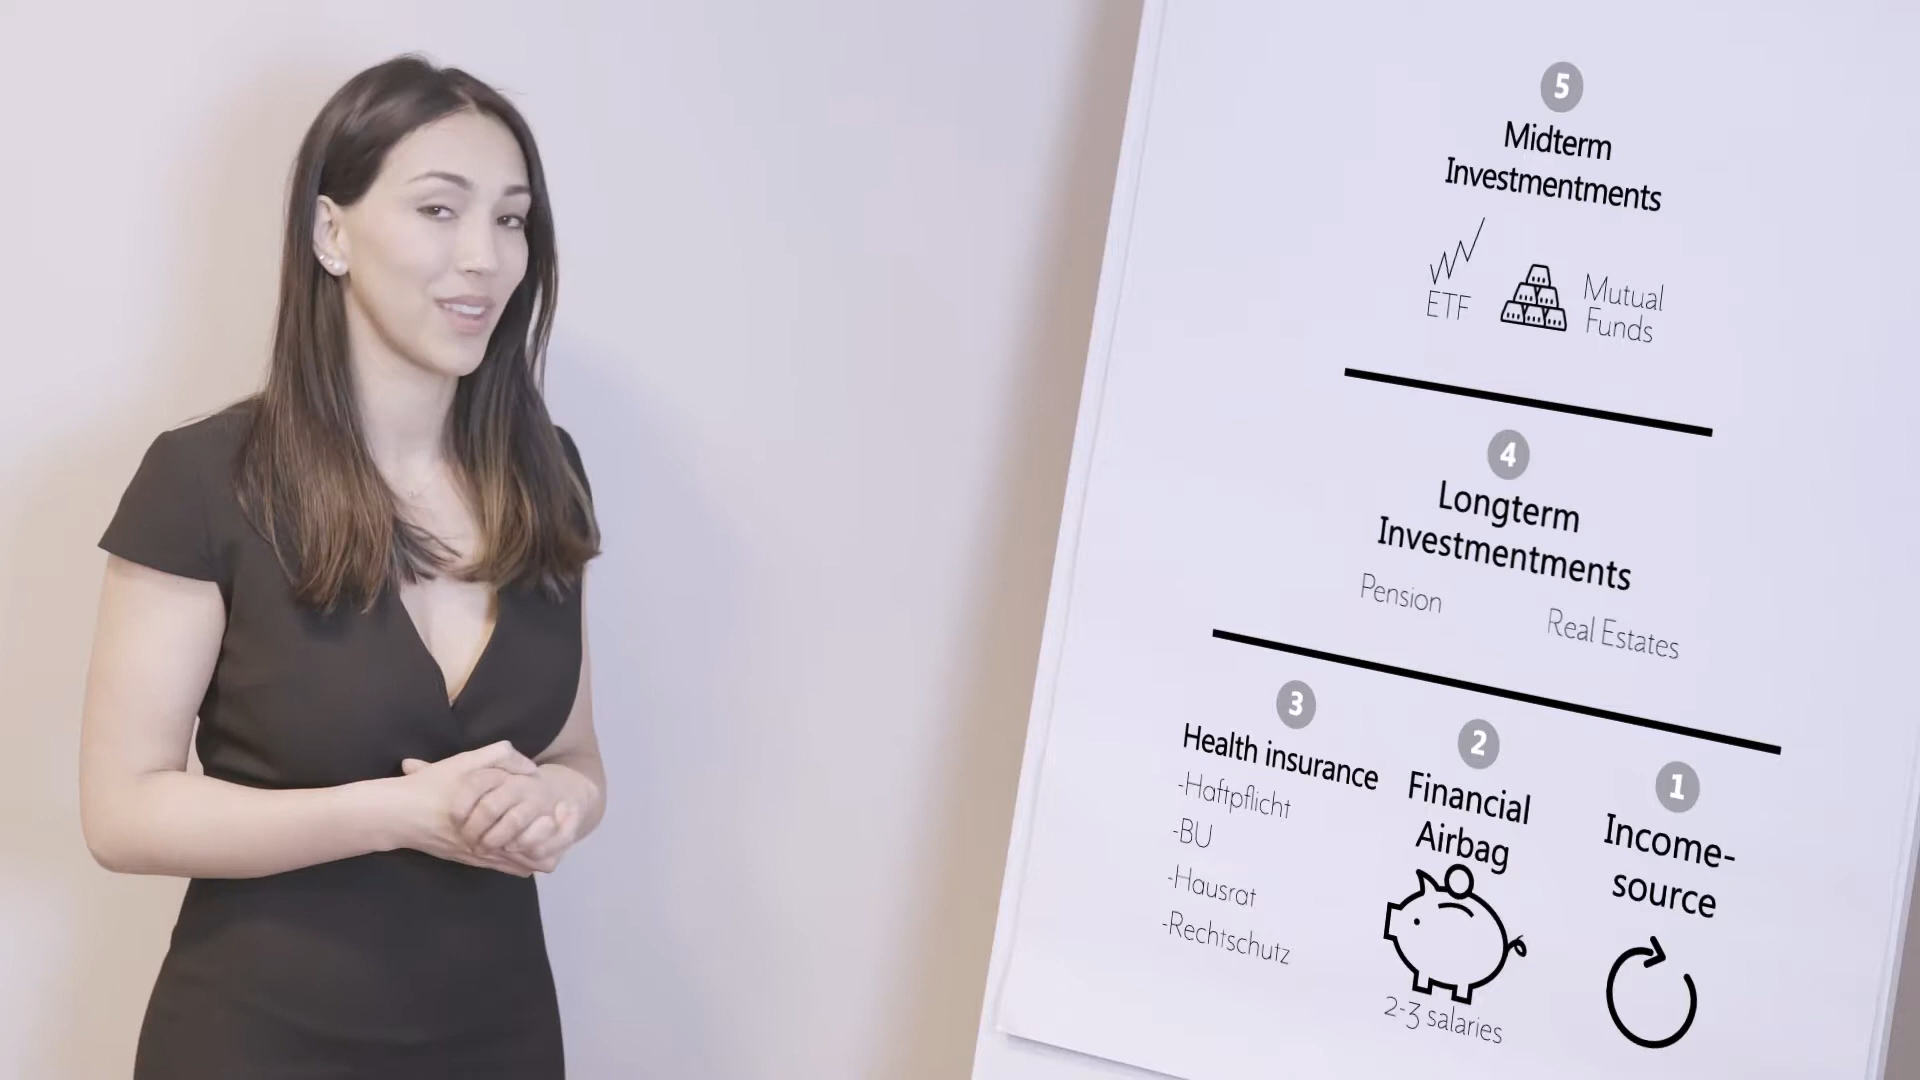 5
Midterm
Investmentments
ETF
Mutual
Funds
4
Longterm
Investmentments
Pension
Real Estates
3
Health insurance
-Haftpflicht
-BU
-Hausrat
-Rechtschutz
2
Financial
Airbag
2-3 salaries
1
Income-
source